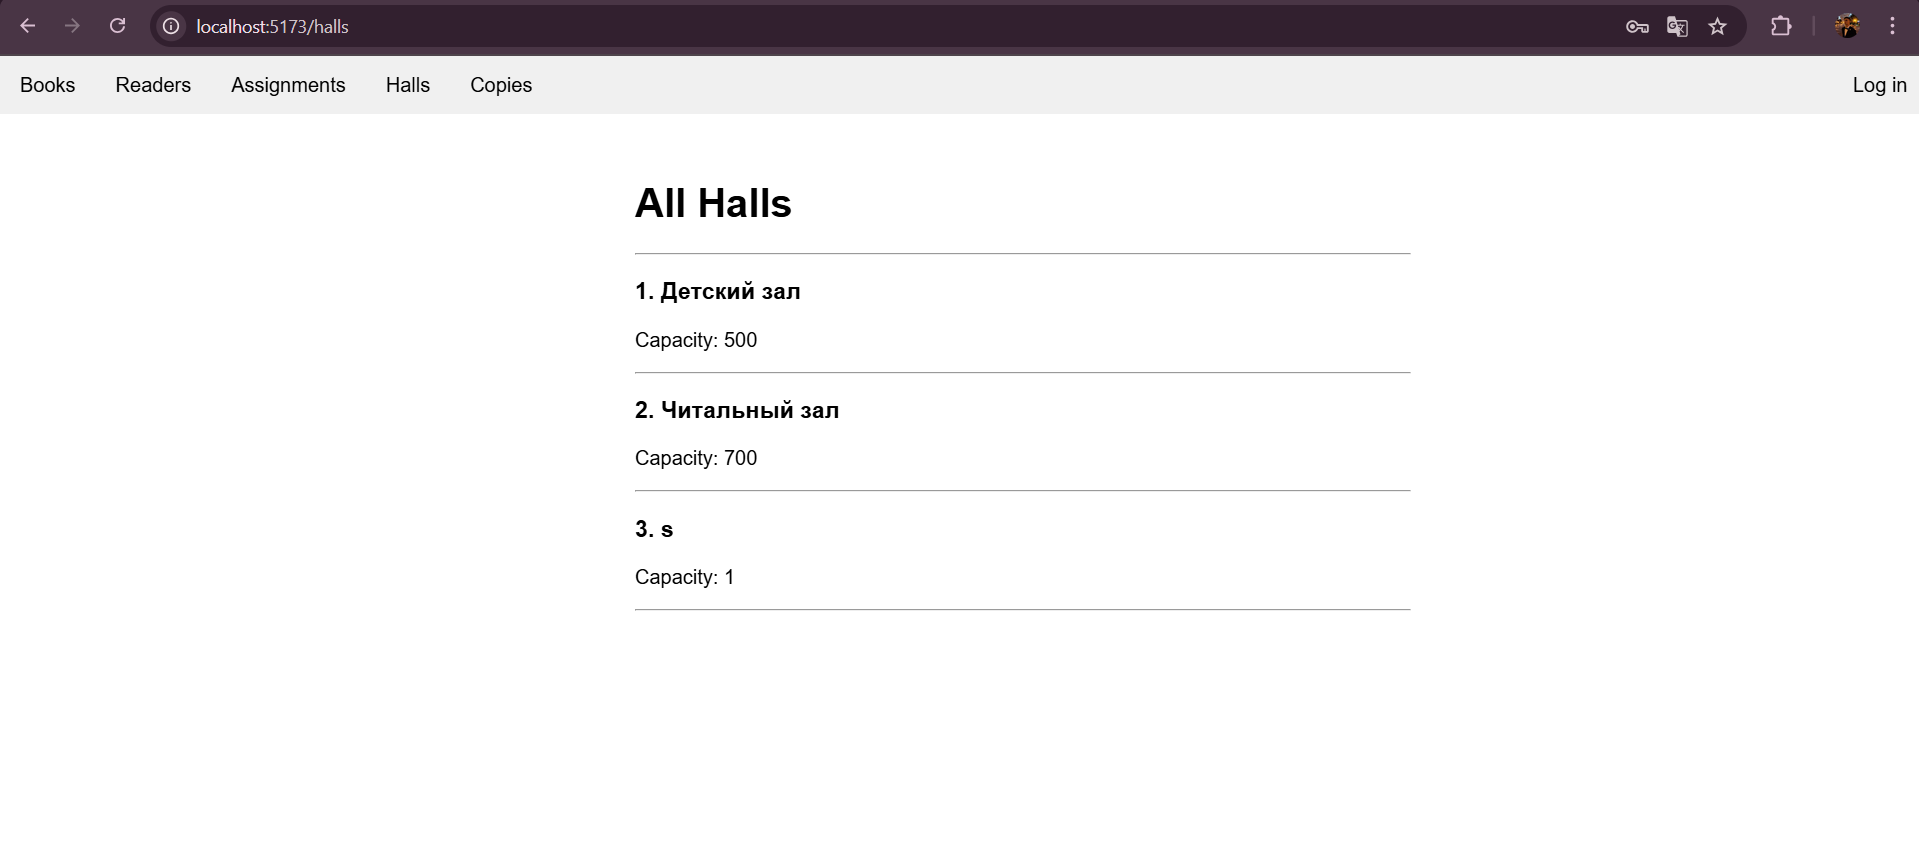 localhost:5173/halls
Books Readers Assignments Halls Copies Log in
All Halls
1. Детский зал
Capacity: 500
2. Читальный зал
Capacity: 700
3. s
Capacity: 1